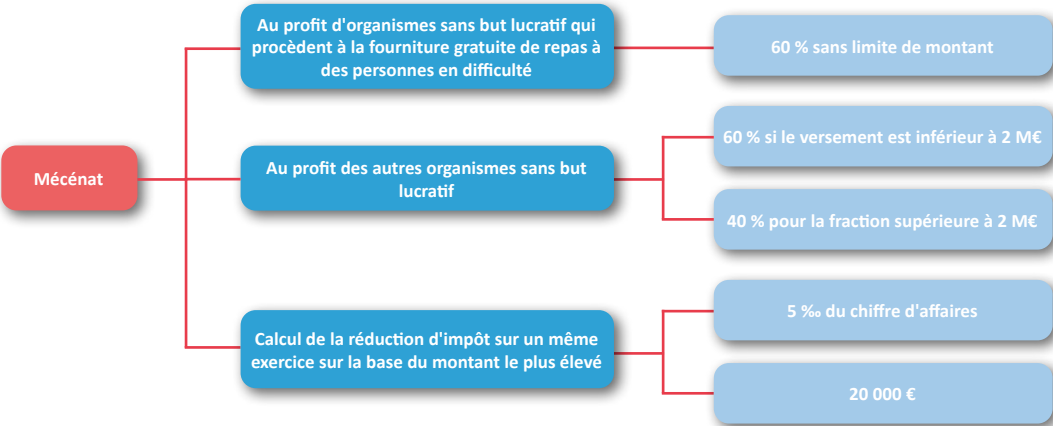 Mécénat
Au profit d'organismes sans but lucratif qui
procèdent à la fourniture gratuite de repas à
des personnes en difficulté
60 % sans limite de montant
Au profit des autres organismes sans but
lucratif
60 % si le versement est inférieur à 2 M€
40 % pour la fraction supérieure à 2 M€
Calcul de la réduction d'impôt sur un même
exercice sur la base du montant le plus élevé
5 ‰ du chiffre d'affaires
20 000 €